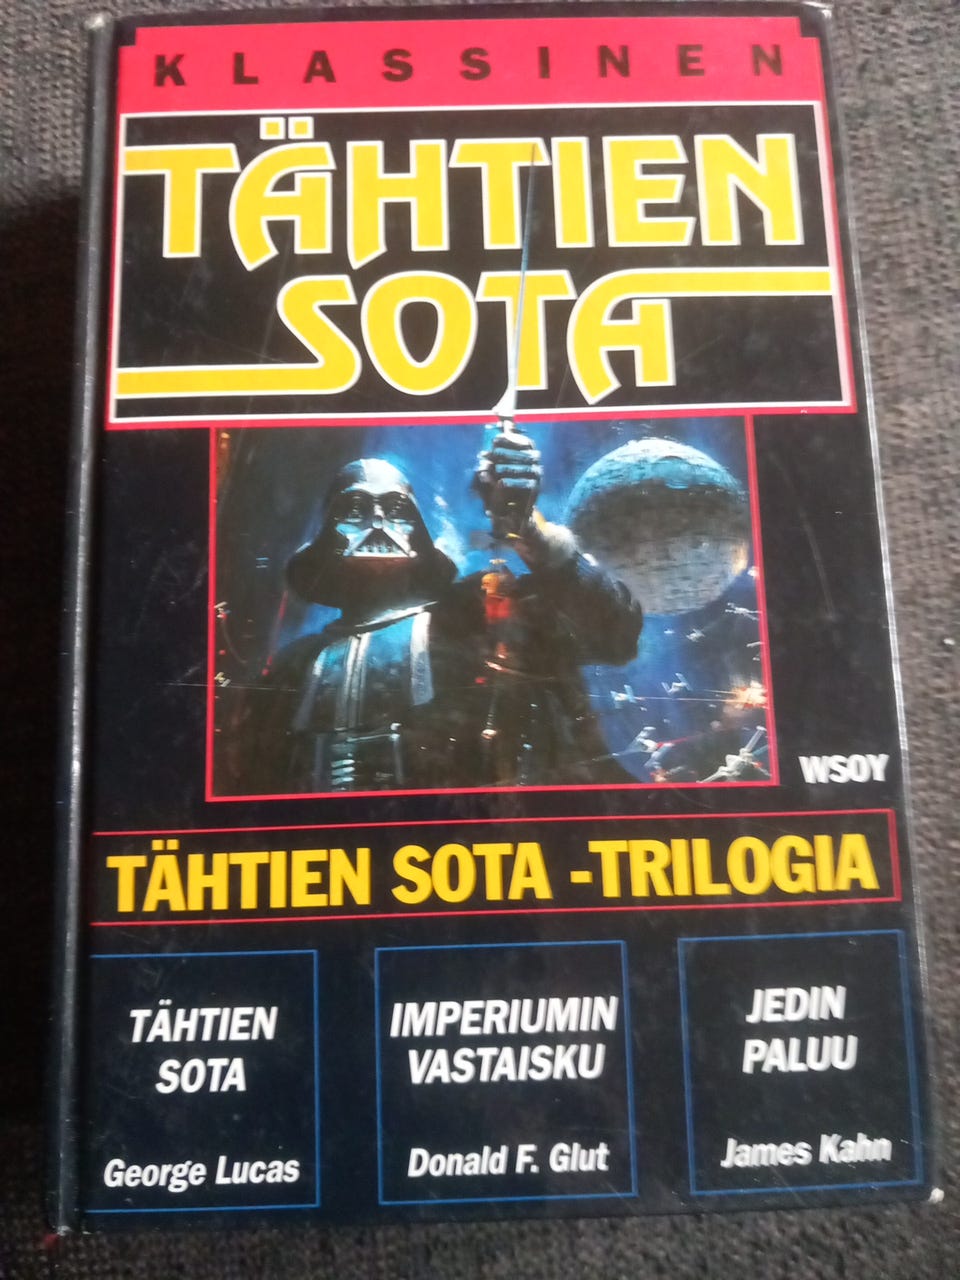 KLASSINEN
TÄHTIEN
SOTA
WSOY
TÄHTIEN SOTA -TRILOGIA
TÄHTIEN
SOTA
George Lucas
IMPERIUMIN
VASTAISKU
Donald F. Glut
JEDIN
PALUU
James Kahn